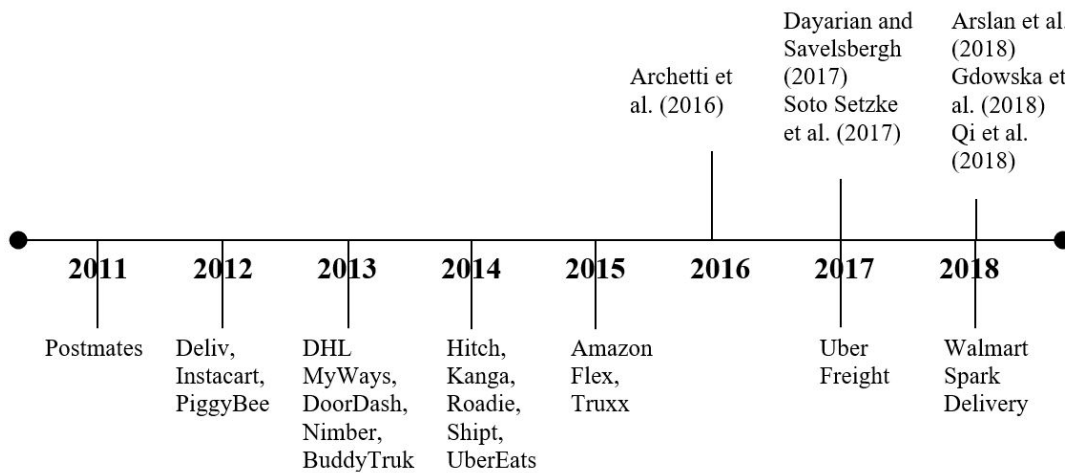 Archetti et
al. (2016)
Dayarian and
Savelsbergh
(2017)
Soto Setzke
et al. (2017)
Arslan et al.
(2018)
Gdowska et
al. (2018)
Qi et al.
(2018)
2011
2012
2013
2014
2015
2016
2017
2018
Postmates
Deliv,
Instacart,
PiggyBee
DHL
MyWays,
DoorDash,
Nimber,
BuddyTruk
Hitch,
Kanga,
Roadie,
Shipt,
UberEats
Amazon
Flex,
Truxx
Uber
Freight
Walmart
Spark
Delivery